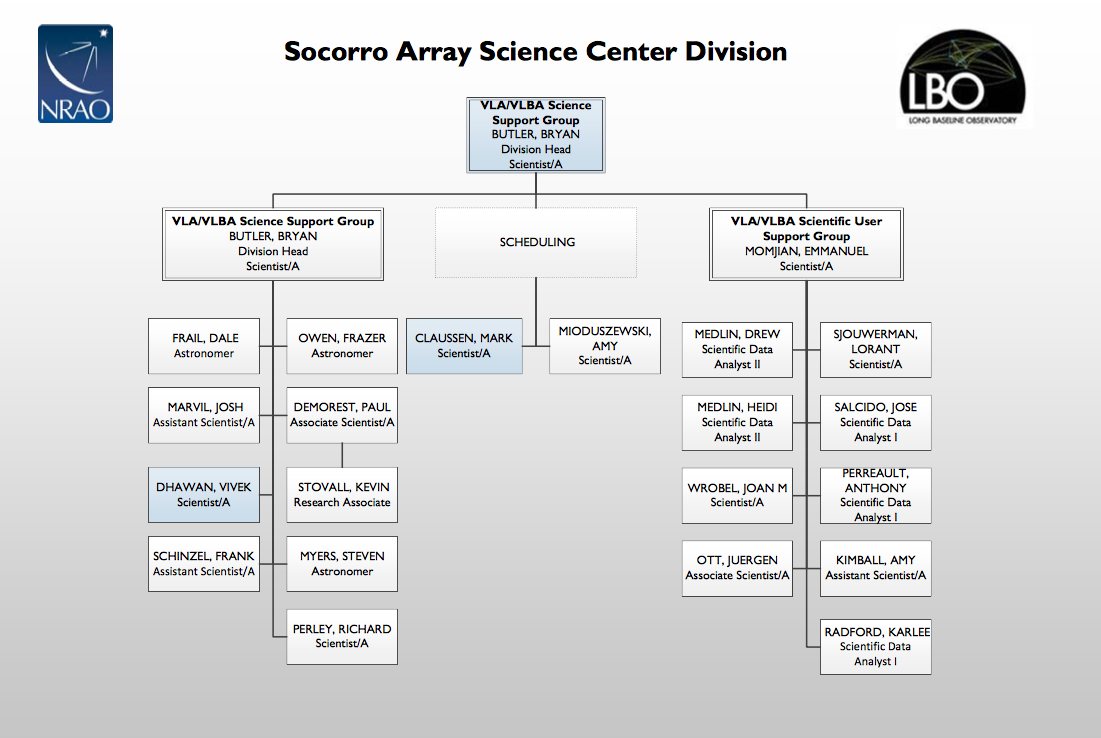 Socorro Array Science Center Division
NRAO
LBO
LONG BASELINE OBSERVATORY
VLA/VLBA Science
Support Group
BUTLER, BRYAN
Division Head
Scientist/A
VLA/VLBA Science Support Group
BUTLER, BRYAN
Division Head
Scientist/A
SCHEDULING
VLA/VLBA Scientific User
Support Group
MOMJIAN, EMMANUEL
Scientist/A
FRAIL, DALE
Astronomer
OWEN, FRAZER
Astronomer
MARVIL, JOSH
Assistant Scientist/A
DEMOREST, PAUL
Associate Scientist/A
DHAWAN, VIVEK
Scientist/A
STOVALL, KEVIN
Research Associate
SCHINZEL, FRANK
Assistant Scientist/A
MYERS, STEVEN
Astronomer
PERLEY, RICHARD
Scientist/A
CLAUSSEN, MARK
Scientist/A
MIODUSZEWSKI,
AMY
Scientist/A
MEDLIN, DREW
Scientific Data
Analyst II
SJOUWERMAN,
LORANT
Scientist/A
MEDLIN, HEIDI
Scientific Data
Analyst II
SALCIDO, JOSE
Scientific Data
Analyst I
WROBEL, JOAN M
Scientist/A
PERREAULT,
ANTHONY
Scientific Data
Analyst I
OTT, JUERGEN
Associate Scientist/A
KIMBALL, AMY
Assistant Scientist/A
RADFORD, KARLEE
Scientific Data
Analyst I